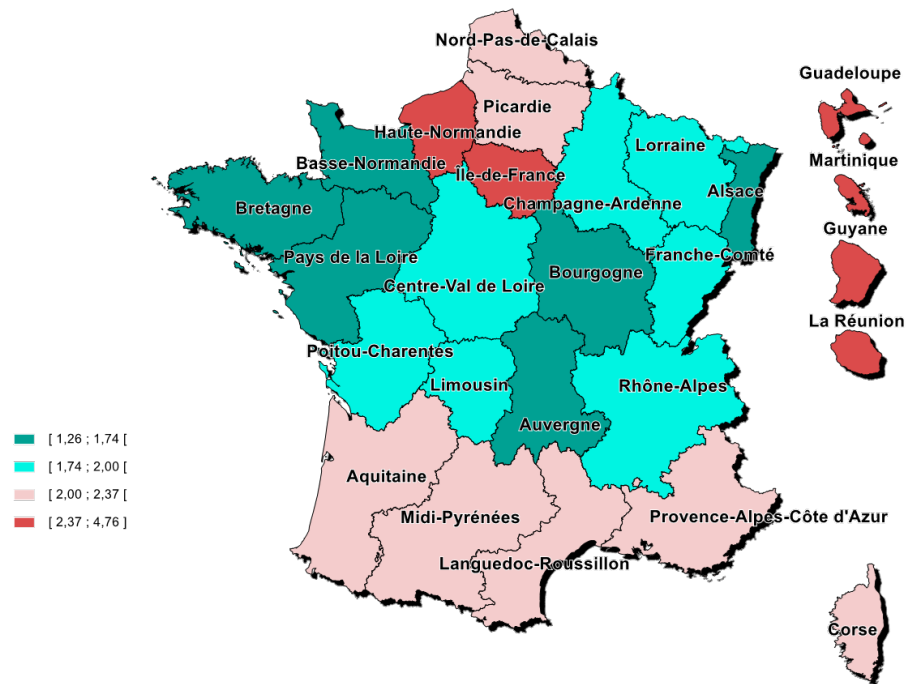 Nord-Pas-de-Calais
Guadeloupe
Picardie
Haute-Normandie
Lorraine
Basse-Normandie
Martinique
Île-de-France
Alsace
Champagne-Ardenne
Bretagne
Guyane
Pays de la Loire
Franche-Comté
Bourgogne
Centre-Val de Loire
La Réunion
Poitou-Charentes
Limousin
Rhône-Alpes
Auvergne
[ 1,26 ; 1,74 [
[ 1,74 ; 2,00 [
Aquitaine
[ 2,00 ; 2,37 [
Midi-Pyrénées
Provence-Alpes-Côte d'Azur
[ 2,37 ; 4,76 ]
Languedoc-Roussillon
Corse